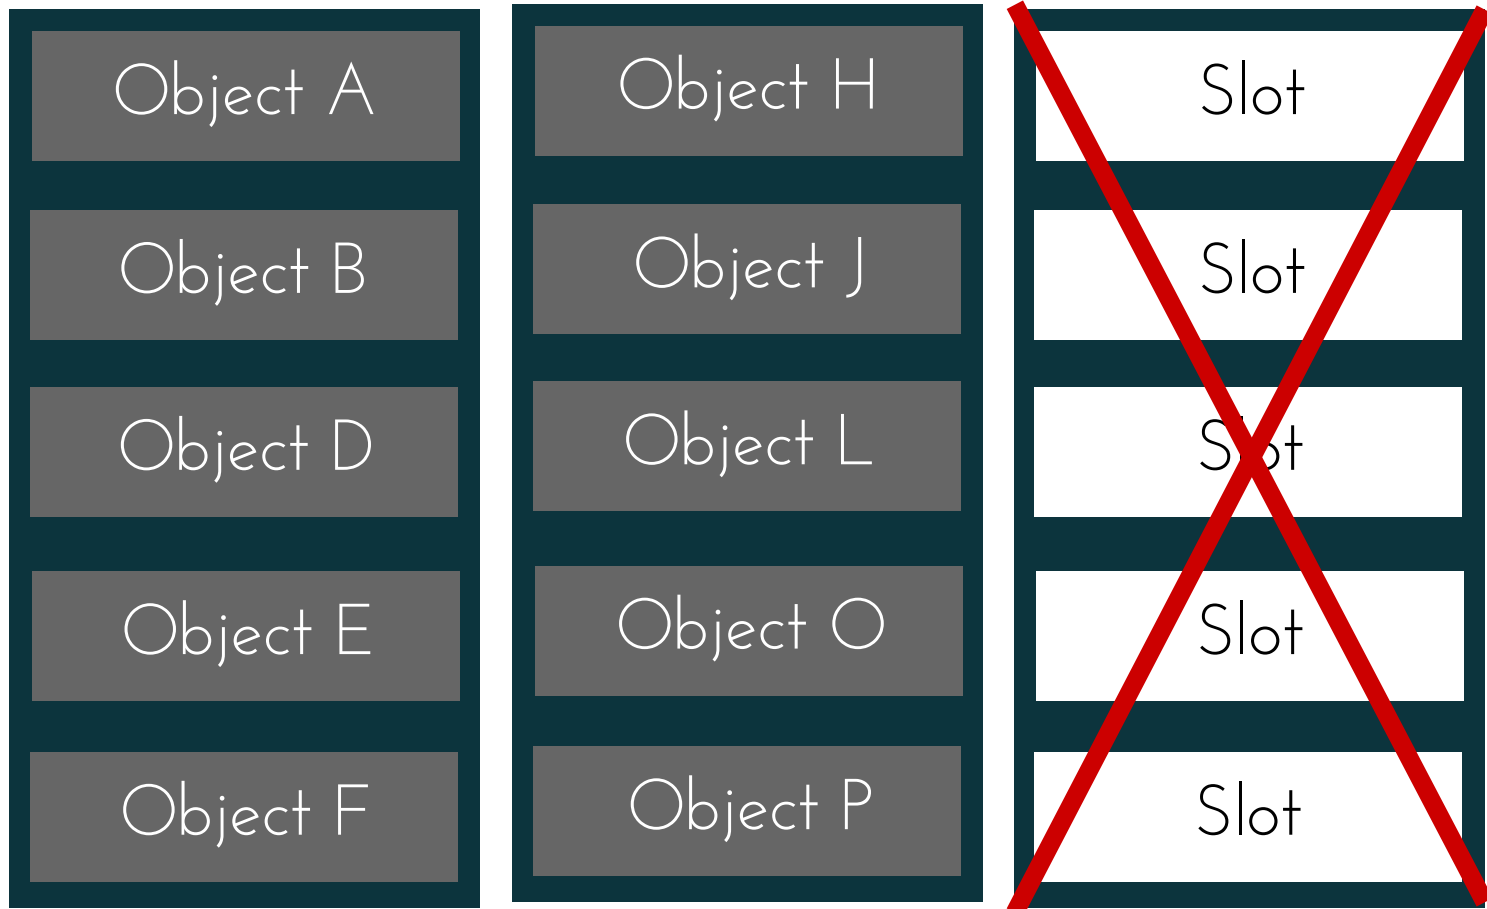 Object A
Object B
Object D
Object E
Object F
Object H
Object J
Object L
Object O
Object P
Slot
Slot
Slot
Slot
Slot